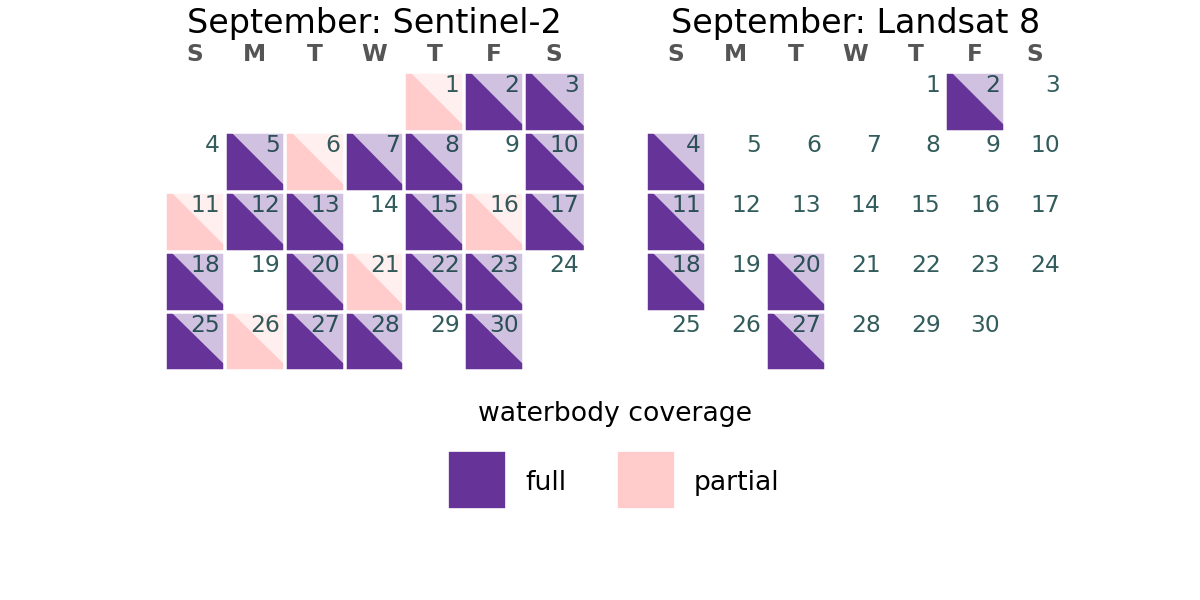 September: Sentinel-2
S M T W T F S
1 2 3
4 5 6 7 8 9 10
11 12 13 14 15 16 17
18 19 20 21 22 23 24
25 26 27 28 29 30
September: Landsat 8
S M T W T F S
1 2 3
4 5 6 7 8 9 10
11 12 13 14 15 16 17
18 19 20 21 22 23 24
25 26 27 28 29 30
waterbody coverage
full
partial